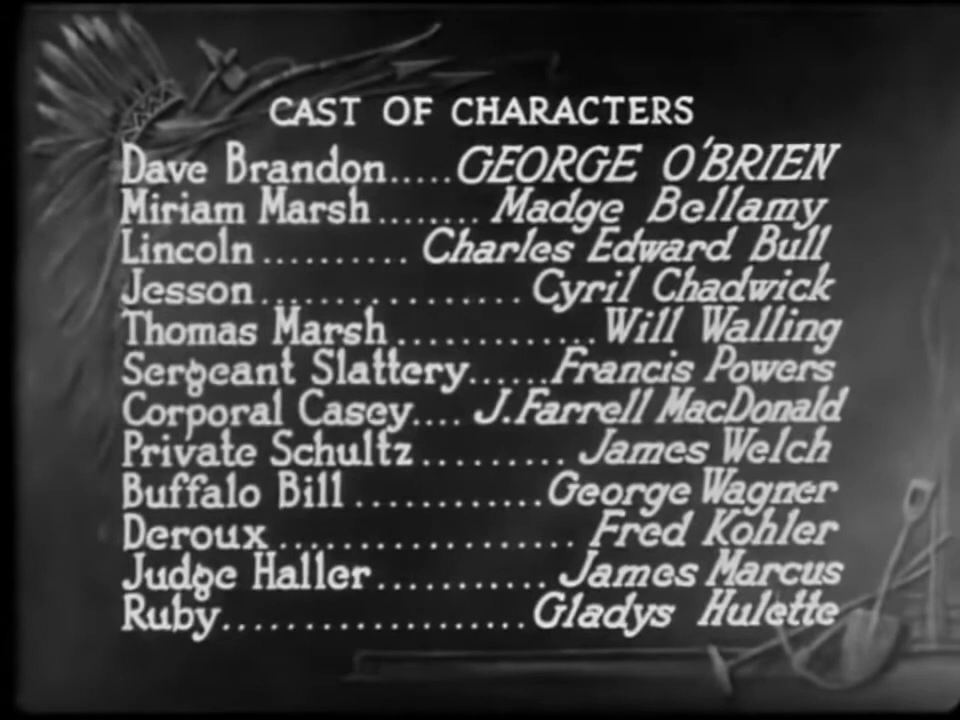 CAST OF CHARACTERS
Dave Brandon.....GEORGE O'BRIEN
Miriam Marsh........Madge Bellamy
Lincoln..........Charles Edward Bull
Jesson................Cyril Chadwick
Thomas Marsh.............Will Walling
Sergeant Slattery......Francis Powers
Corporal Casey....J.Farrell MacDonald
Private Schultz.........James Welch
Buffalo Bill............George Wagner
Deroux..................Fred Kohler
Judge Haller...........James Marcus
Ruby...................Gladys Hulette